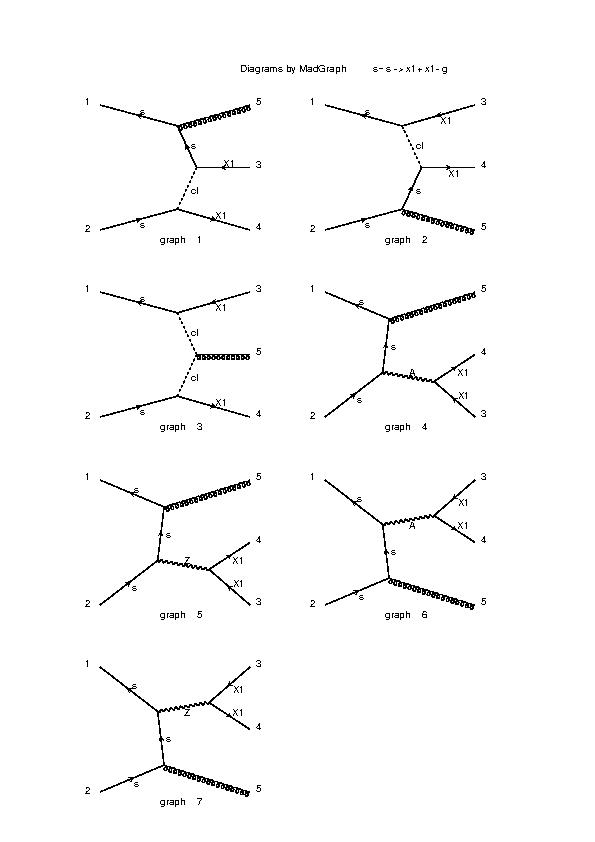 Diagrams by MadGraph s~ s -> x1+ x1- g
1 s 5
s
X1 3
cl
2 s X1 4
graph 1
1 s X1 3
cl
X1 4
s
2 s 5
graph 2
1 s X1 3
cl
5
cl
2 s X1 4
graph 3
1 s 5
s
A X1 4
X1
2 s 3
graph 4
1 s 5
s
Z X1 4
X1
2 s 3
graph 5
1 s 3
X1
A X1 4
s
2 s 5
graph 6
1 s 3
X1
Z X1 4
s
2 s 5
graph 7